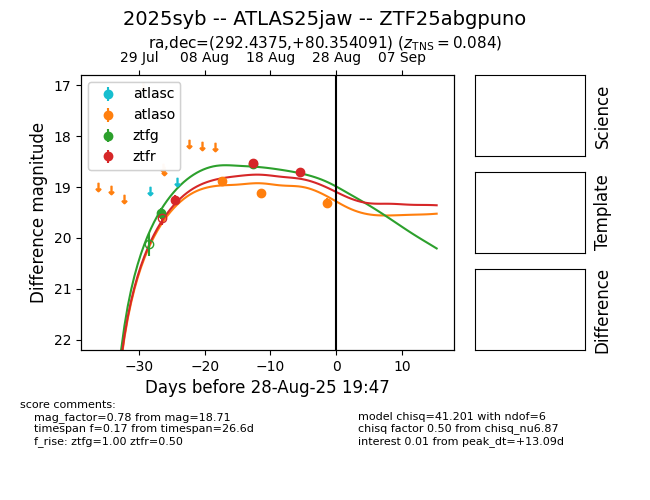 2025syb -- ATLAS25jaw -- ZTF25abgpuno
ra,dec=(292.4375,+80.354091) (z_TNS = 0.084)
29 Jul 08 Aug 18 Aug 28 Aug 07 Sep
atlasc
atlaso
ztfg
ztfr
17
18
19
20
21
22
Difference magnitude
−30 −20 −10 0 10
Days before 28-Aug-25 19:47
Science
Template
Difference
score comments:
mag_factor=0.78 from mag=18.71
timespan f=0.17 from timespan=26.6d
f_rise: ztfg=1.00 ztfr=0.50
model chisq=41.201 with ndof=6
chisq factor 0.50 from chisq_nu6.87
interest 0.01 from peak_dt=+13.09d